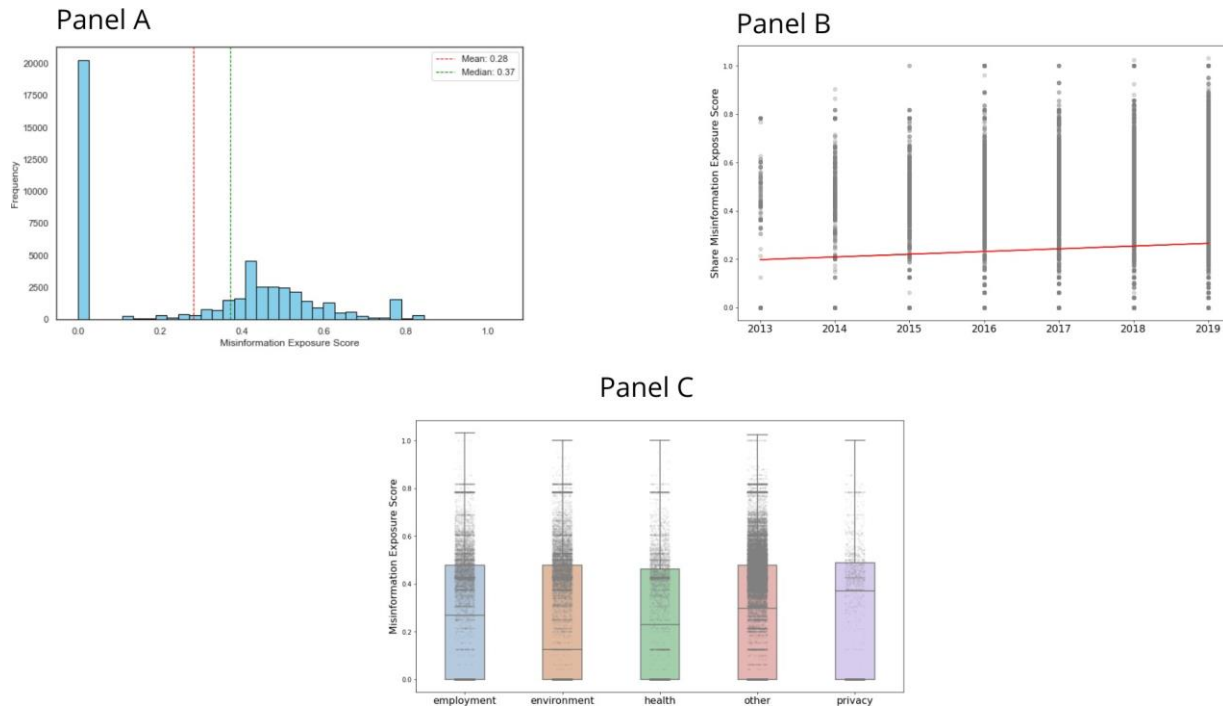 Panel A
Mean: 0.28
Median: 0.37
20000
17500
15000
12500
10000
7500
5000
2500
0
Frequency
0.0 0.2 0.4 0.6 0.8 1.0
Misinformation Exposure Score
Panel B
1.0
0.8
0.6
0.4
0.2
0.0
Share Misinformation Exposure Score
2013 2014 2015 2016 2017 2018 2019
Panel C
1.0
0.8
0.6
0.4
0.2
0.0
Misinformation Exposure Score
employment environment health other privacy